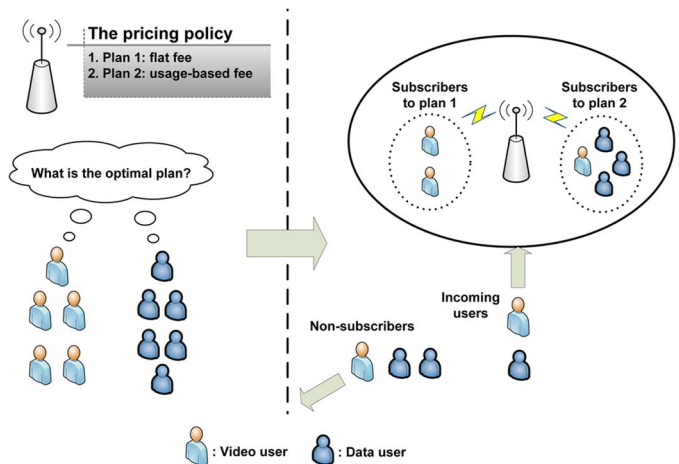 The pricing policy
1. Plan 1: flat fee
2. Plan 2: usage-based fee
What is the optimal plan?
Subscribers
to plan 1
Subscribers
to plan 2
Incoming
users
Non-subscribers
: Video user
: Data user